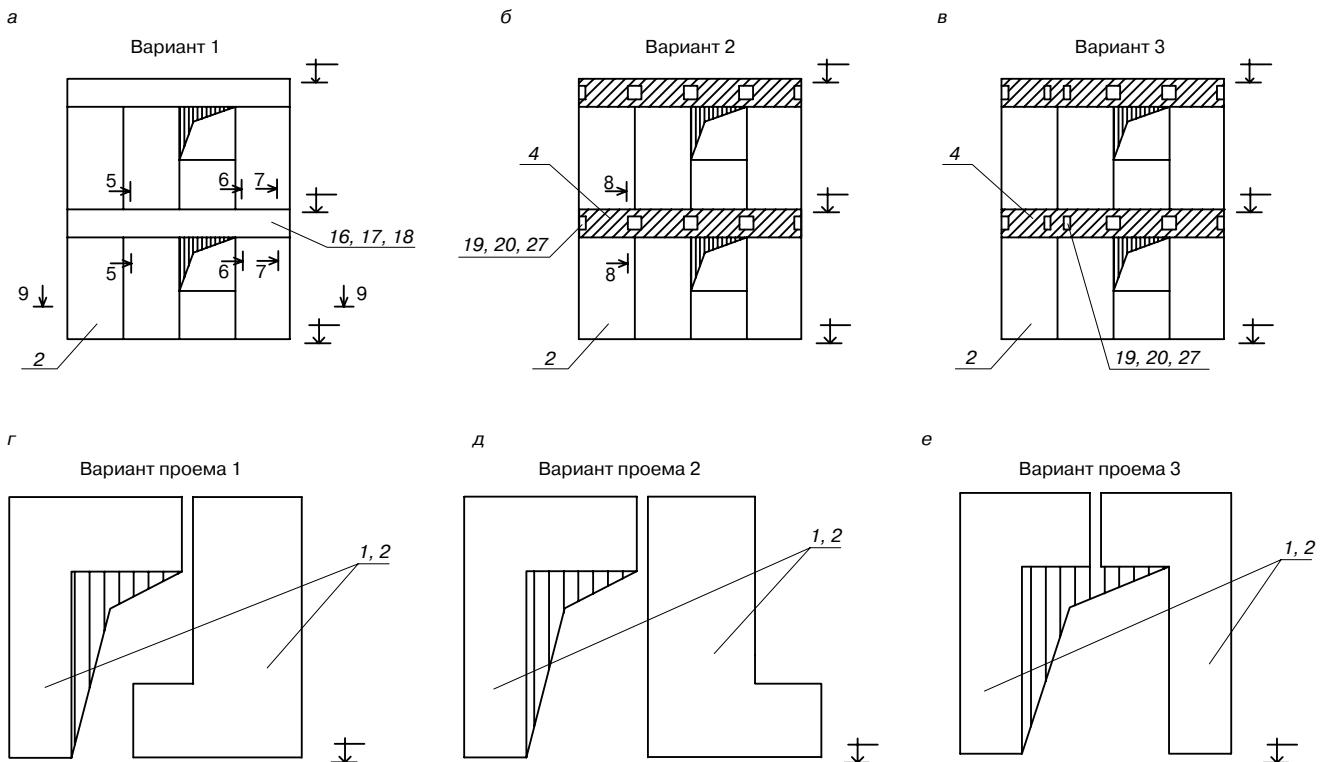 а
Вариант 1
5
6
7
16, 17, 18
5
6
7
9
9
2
б
Вариант 2
4
8
19, 20, 27
8
2
в
Вариант 3
4
2
19, 20, 27
г
Вариант проема 1
1, 2
д
Вариант проема 2
1, 2
е
Вариант проема 3
1, 2